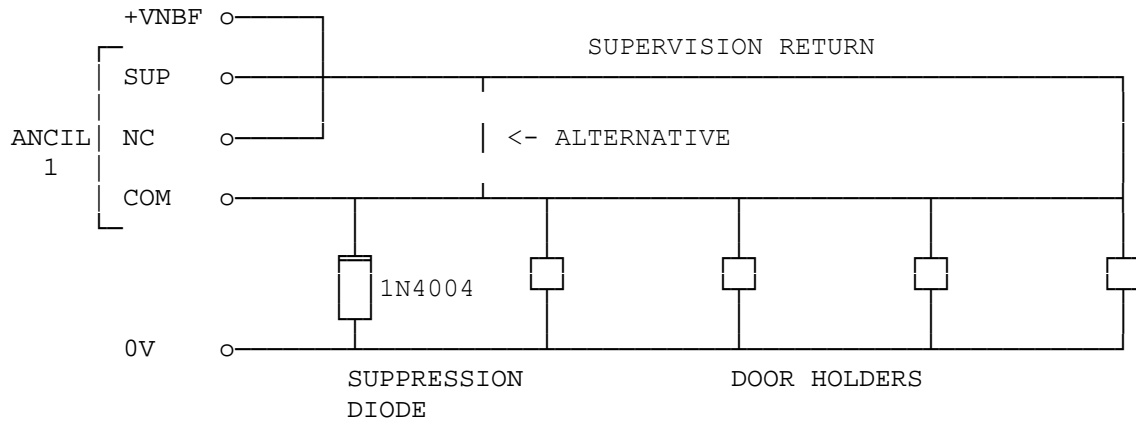 +VNBF
SUPERVISION RETURN
SUP
ANCIL
1
NC
<- ALTERNATIVE
COM
1N4004
0V
SUPPRESSION
DIODE
DOOR HOLDERS